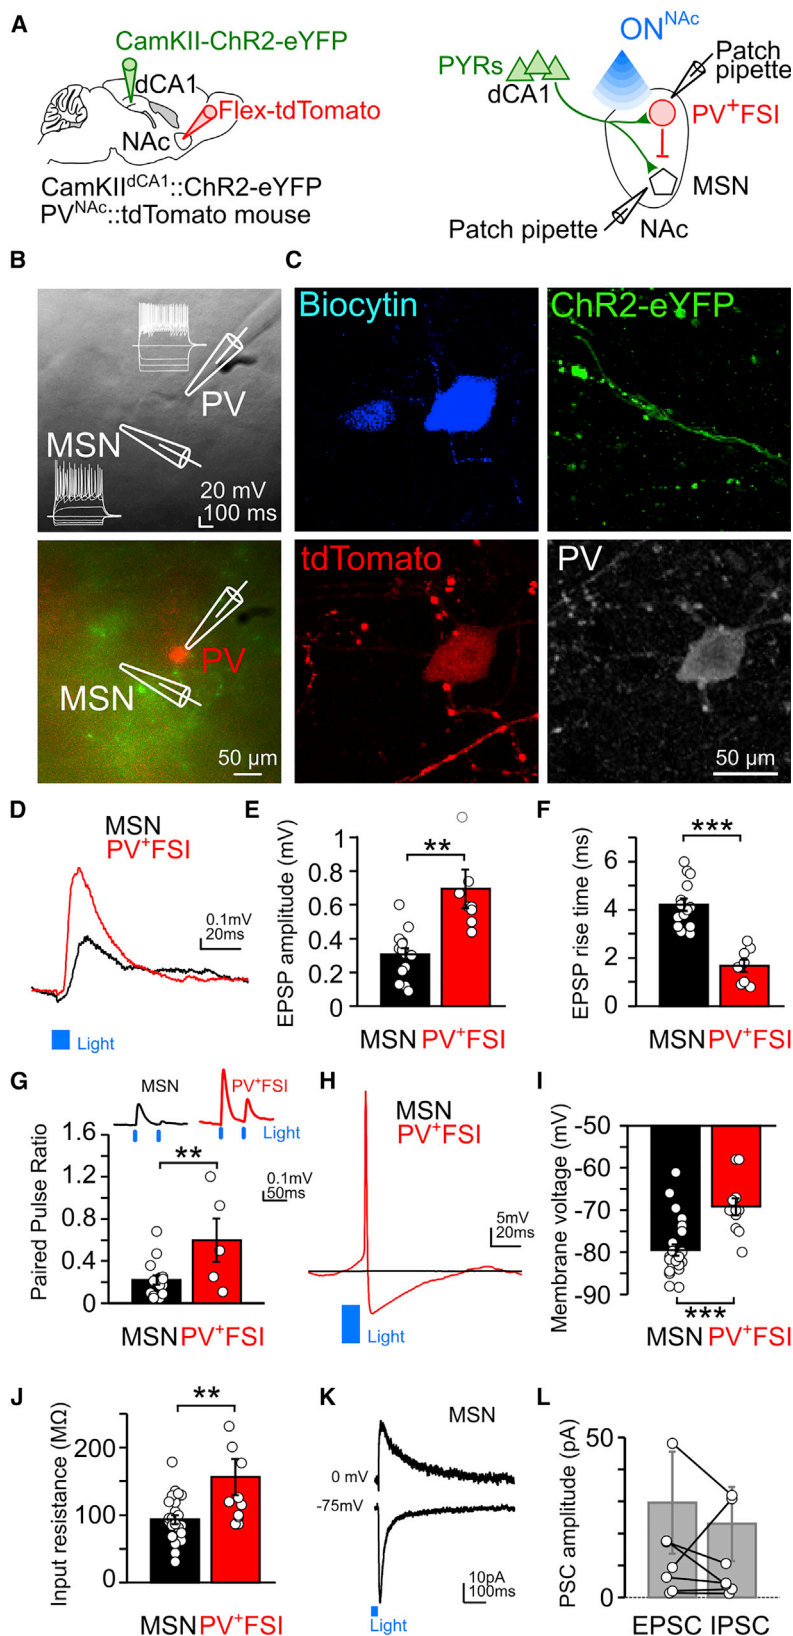 A
CamKII-ChR2-eYFP
dCA1
Flex-tdTomato
NAc
CamKIIdCA1::ChR2-eYFP
PVNAc::tdTomato mouse
ONNAc
PYRs
dCA1
Patch
pipette
PV+FSI
MSN
Patch pipette
NAc
B
PV
MSN
20 mV
100 ms
PV
MSN
50 µm
C
Biocytin
ChR2-eYFP
tdTomato
PV
50 µm
D
MSN
PV+FSI
0.1mV
20ms
Light
E
EPSP amplitude (mV)
1
0.8
0.6
0.4
0.2
0
**
MSN PV+FSI
F
EPSP rise time (ms)
6
4
2
0
***
MSN PV+FSI
G
MSN
PV+FSI
Light
Paired Pulse Ratio
1.6
1.2
0.8
0.4
0
**
0.1mV
50ms
MSN PV+FSI
H
MSN
PV+FSI
5mV
20ms
Light
I
Membrane voltage (mV)
-50
-60
-70
-80
-90
***
MSN PV+FSI
J
Input resistance (MΩ)
200
100
0
**
MSN PV+FSI
K
MSN
0 mV
-75mV
10pA
100ms
Light
L
PSC amplitude (pA)
50
0
EPSC IPSC